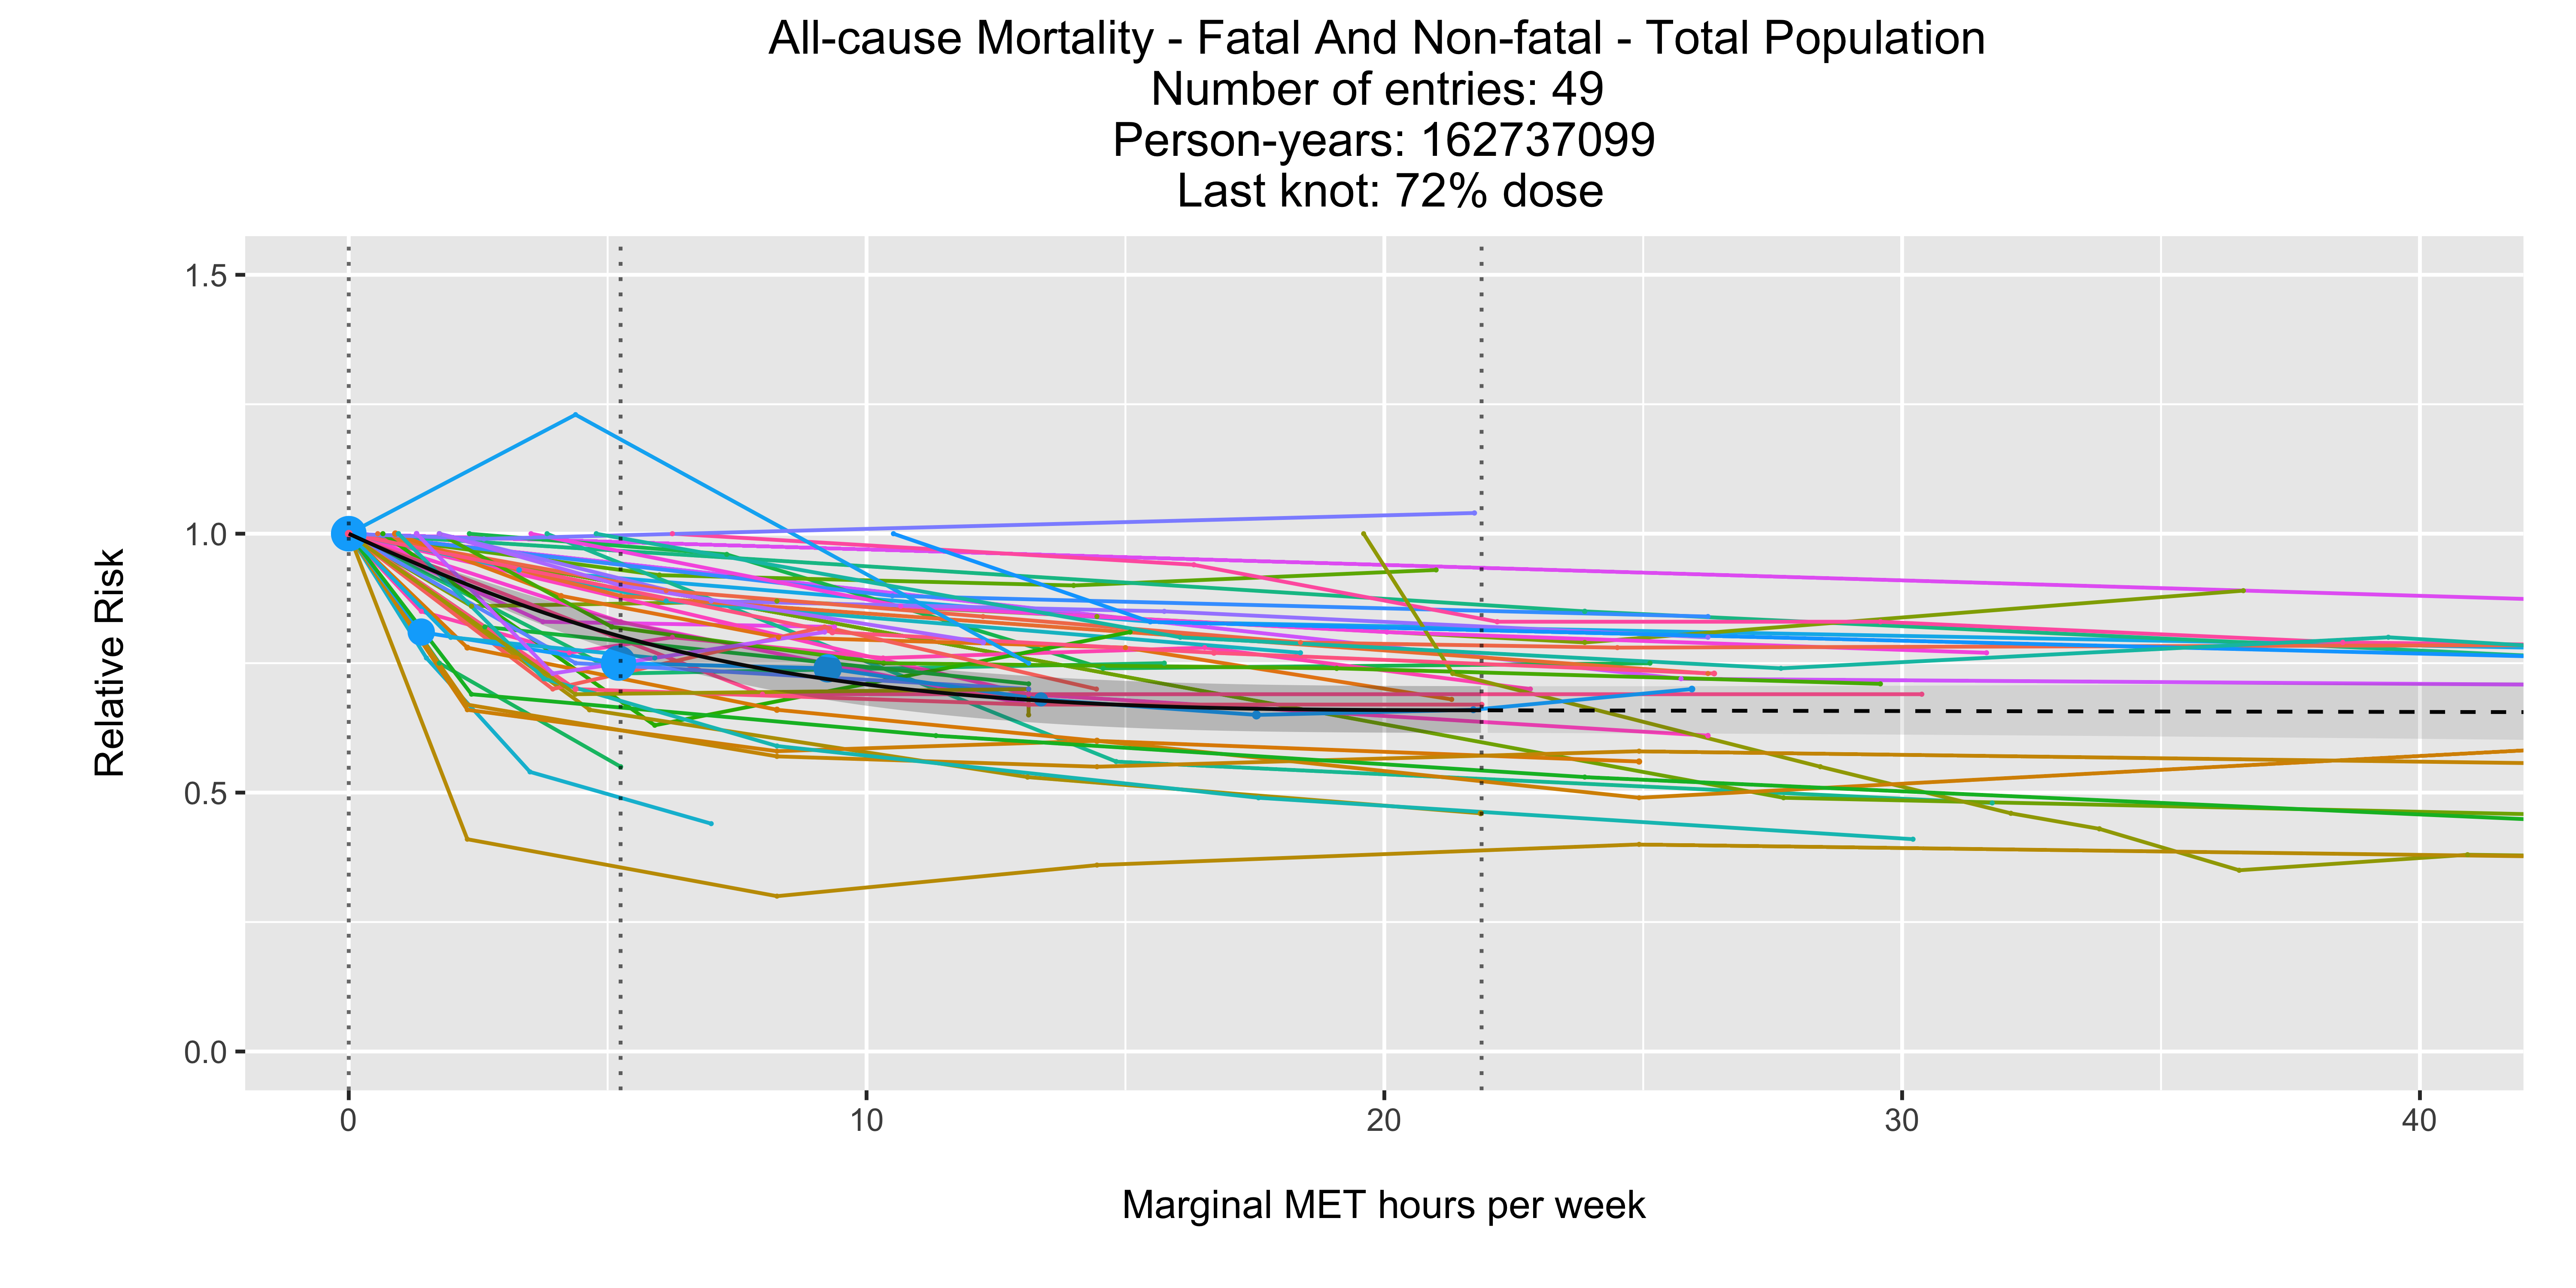 All-cause Mortality - Fatal And Non-fatal - Total Population
Number of entries: 49
Person-years: 162737099
Last knot: 72% dose
1.5
1.0
0.5
0.0
Relative Risk
0 10 20 30 40
Marginal MET hours per week